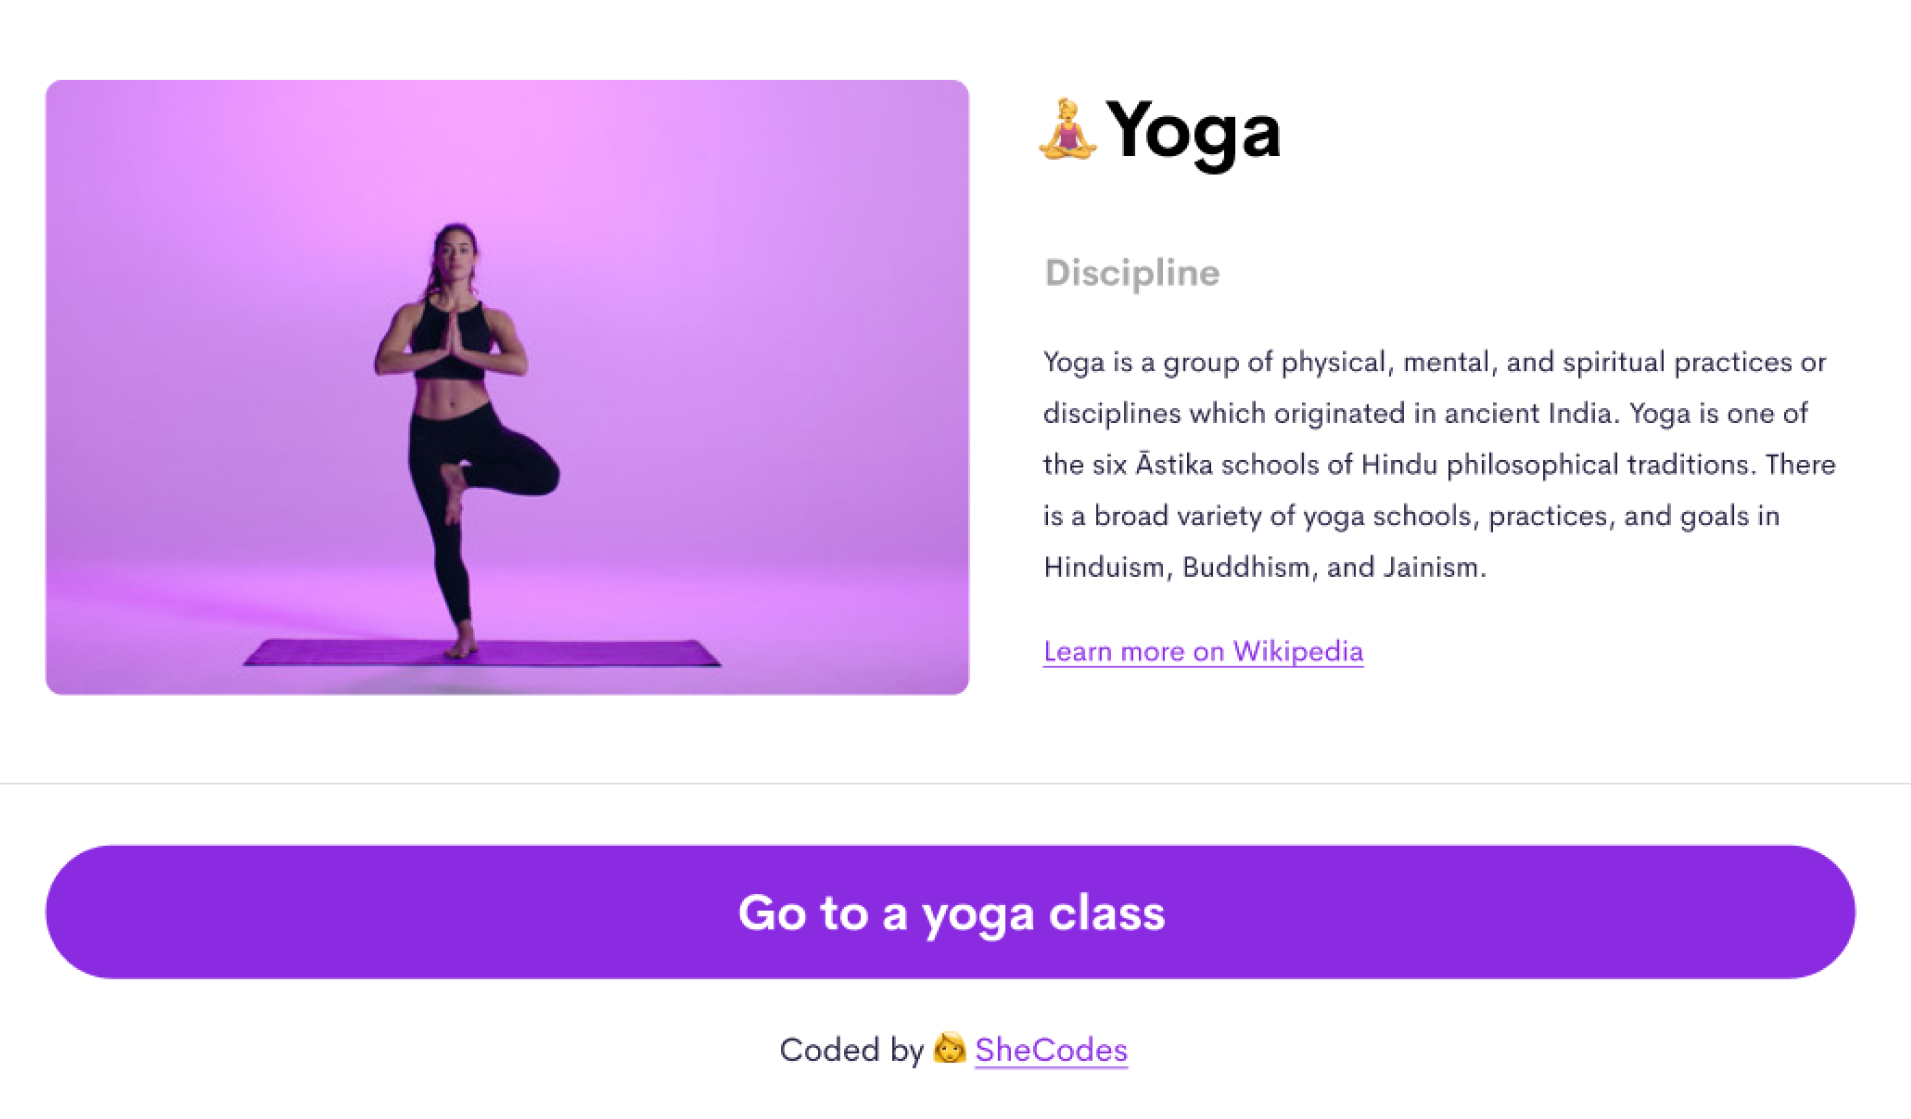 🧘‍♀️Yoga
Discipline
Yoga is a group of physical, mental, and spiritual practices or
disciplines which originated in ancient India. Yoga is one of
the six Āstika schools of Hindu philosophical traditions. There
is a broad variety of yoga schools, practices, and goals in
Hinduism, Buddhism, and Jainism.
Learn more on Wikipedia
Go to a yoga class
Coded by 👩 SheCodes